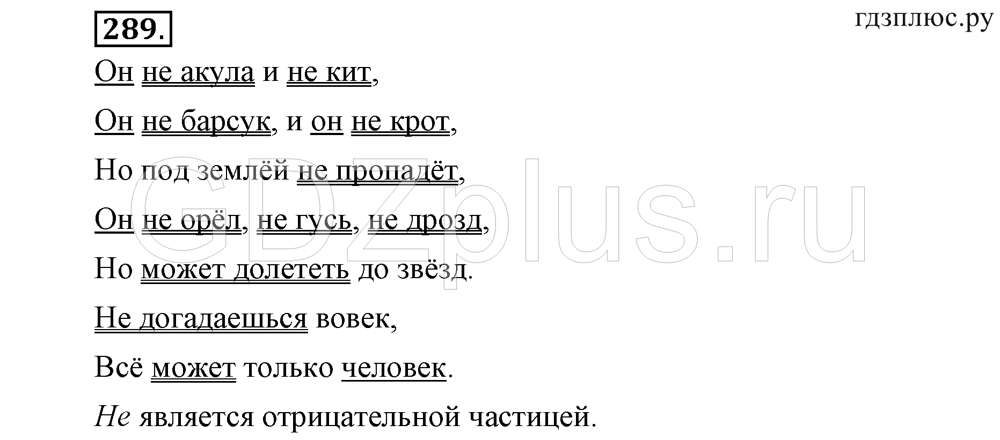 гдзплюс.ру
289.
Он не акула и не кит,
Он не барсук, и он не крот,
Но под землёй не пропадёт,
Он не орёл, не гусь, не дрозд,
Но может долететь до звёзд.
GDZplus.ru
Не догадаешься вовек,
Всё может только человек.
Не является отрицательной частицей.